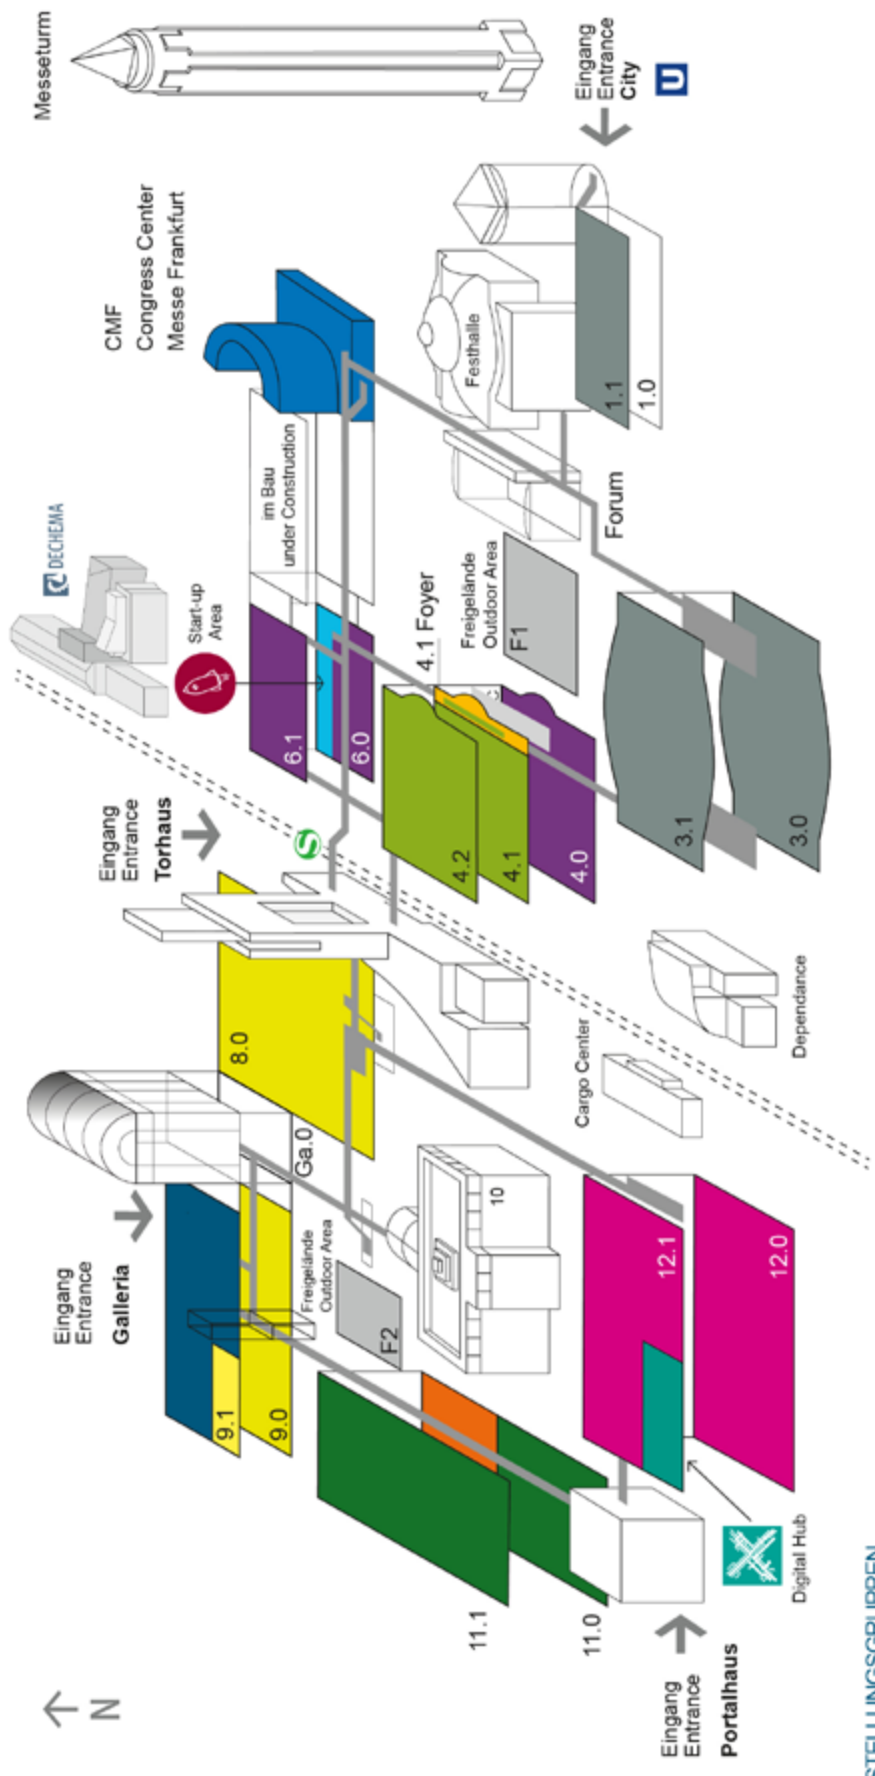 Messeturm
CMF
Congress Center
Messe Frankfurt
Eingang
Entrance
City
U
DECHEMA
Start-up
Area
im Bau
under Construction
Festhalle
1.1
1.0
Forum
Freigelände
Outdoor Area
F1
4.1 Foyer
6.1
6.0
4.2
4.1
4.0
C
3.1
3.0
Eingang
Entrance
Torhaus
S
8.0
Dependance
Cargo Center
Ga.0
Eingang
Entrance
Galleria
9.1
9.0
Freigelände
Outdoor Area
F2
10
12.1
12.0
11.1
11.0
Digital Hub
Eingang
Entrance
Portalhaus
N